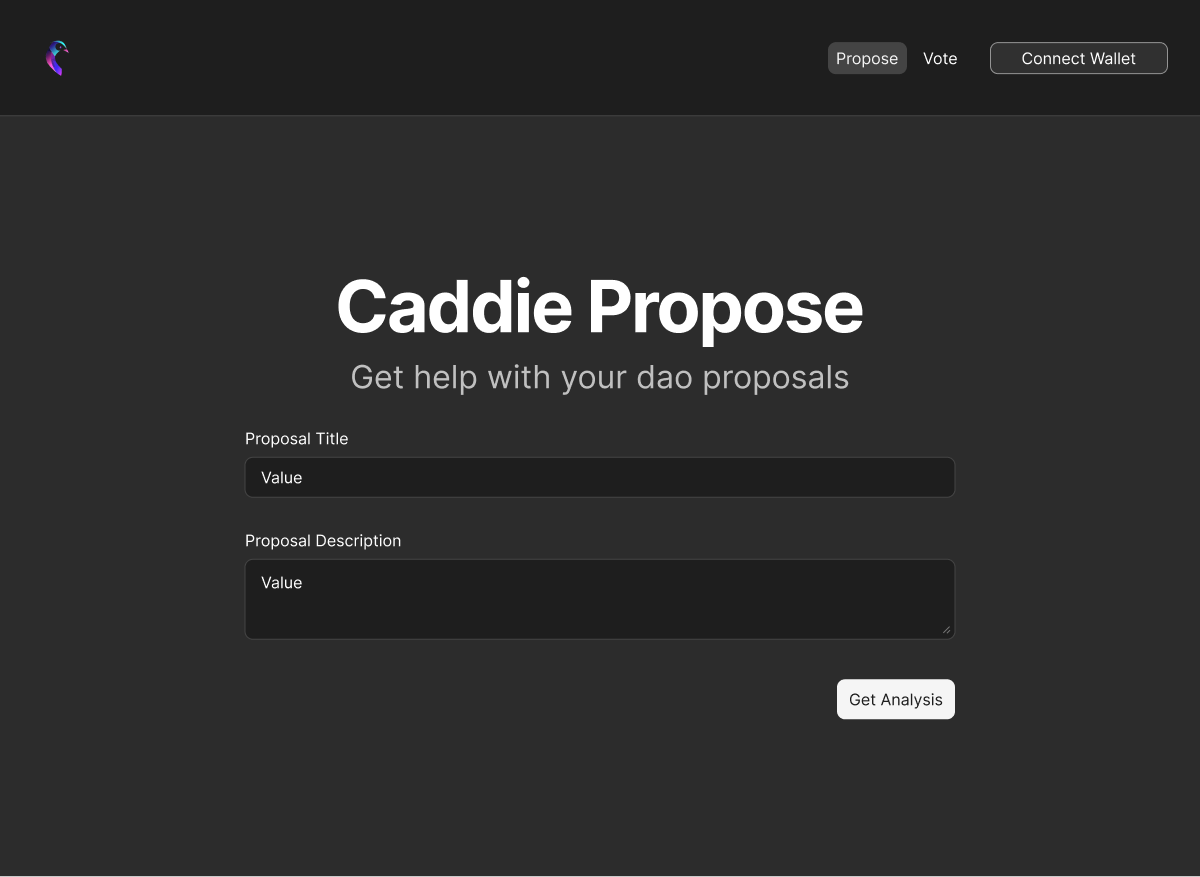 Propose Vote Connect Wallet
Caddie Propose
Get help with your dao proposals
Proposal Title
Value
Proposal Description
Value
Get Analysis